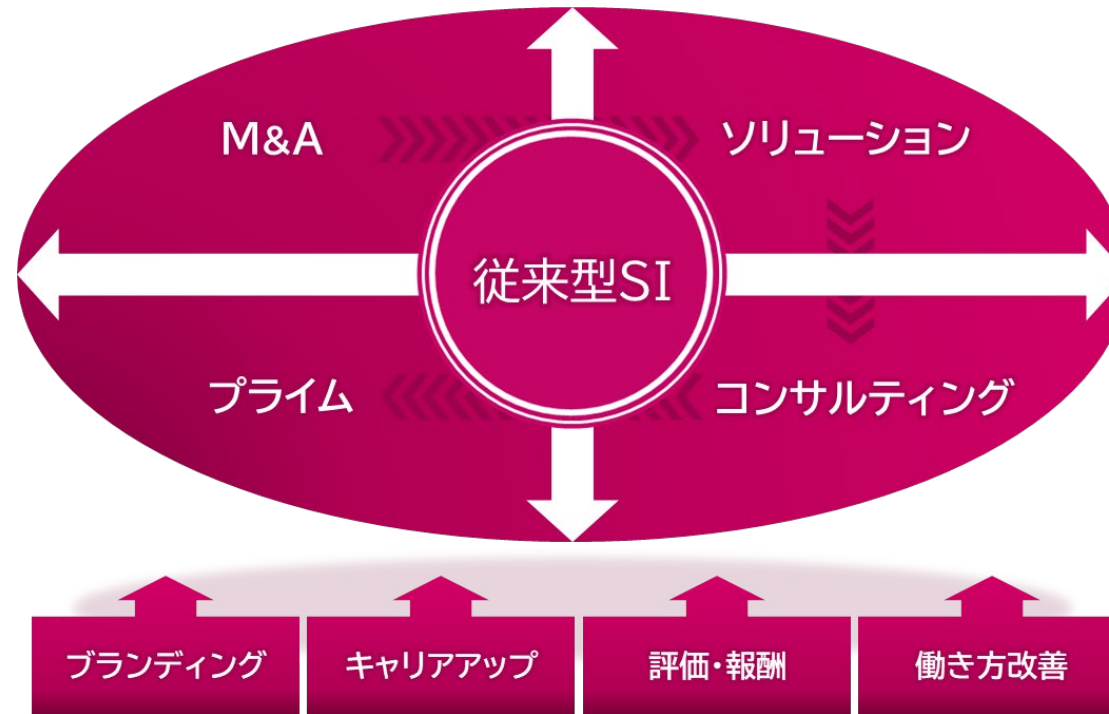 M&A
ソリューション
従来型SI
プライム
コンサルティング
ブランディング
キャリアアップ
評価・報酬
働き方改善